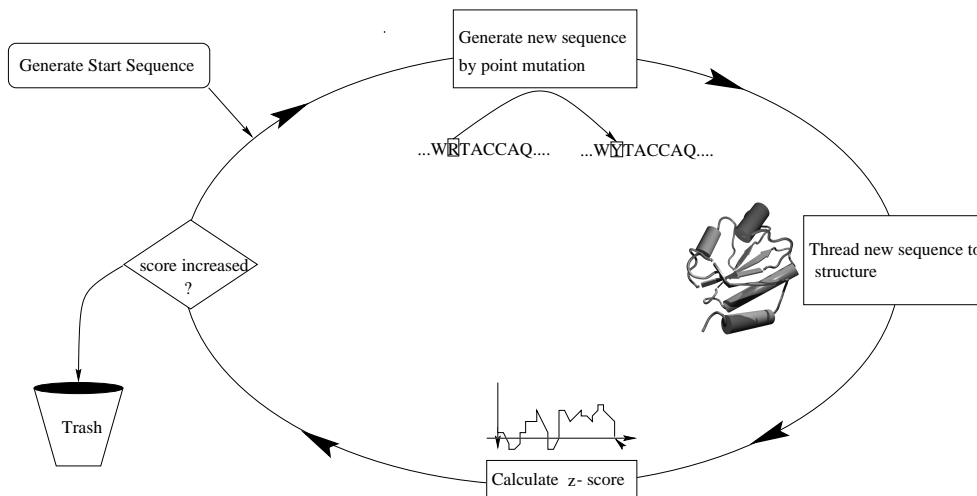 Generate Start Sequence
Generate new sequence
by point mutation
...WRTACCAQ....
...WYTACCAQ....
Thread new sequence to
structure
score increased
?
Trash
Calculate z- score